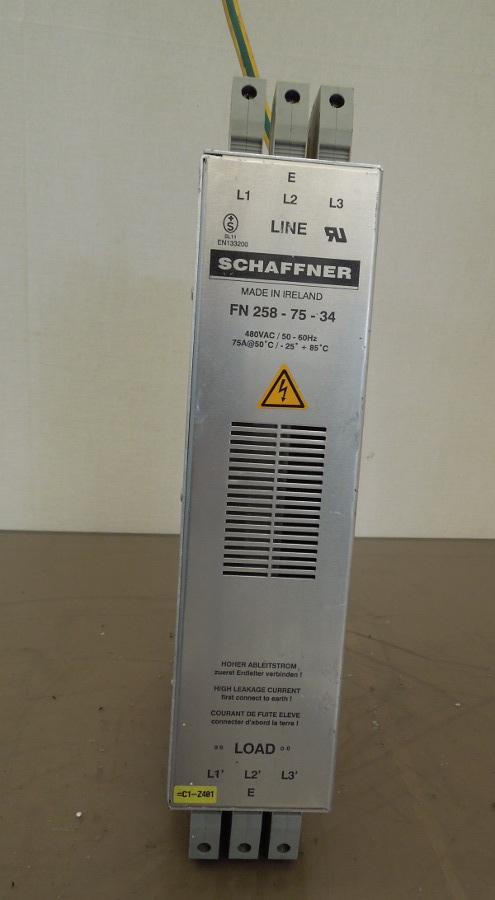 E
L1 L2 L3
LINE
SL11
EN133200
SCHAFFNER
MADE IN IRELAND
FN 258 - 75 - 34
480VAC / 50 - 60Hz
75A@50°C / - 25° + 85°C
HOHER ABLEITSTROM
zuerst Erdleiter verbinden !
HIGH LEAKAGE CURRENT
first connect to earth !
COURANT DE FUITE ELEVE
connecter d'abord la terre !
LOAD
L1' L2' L3'
=C1-Z401 E